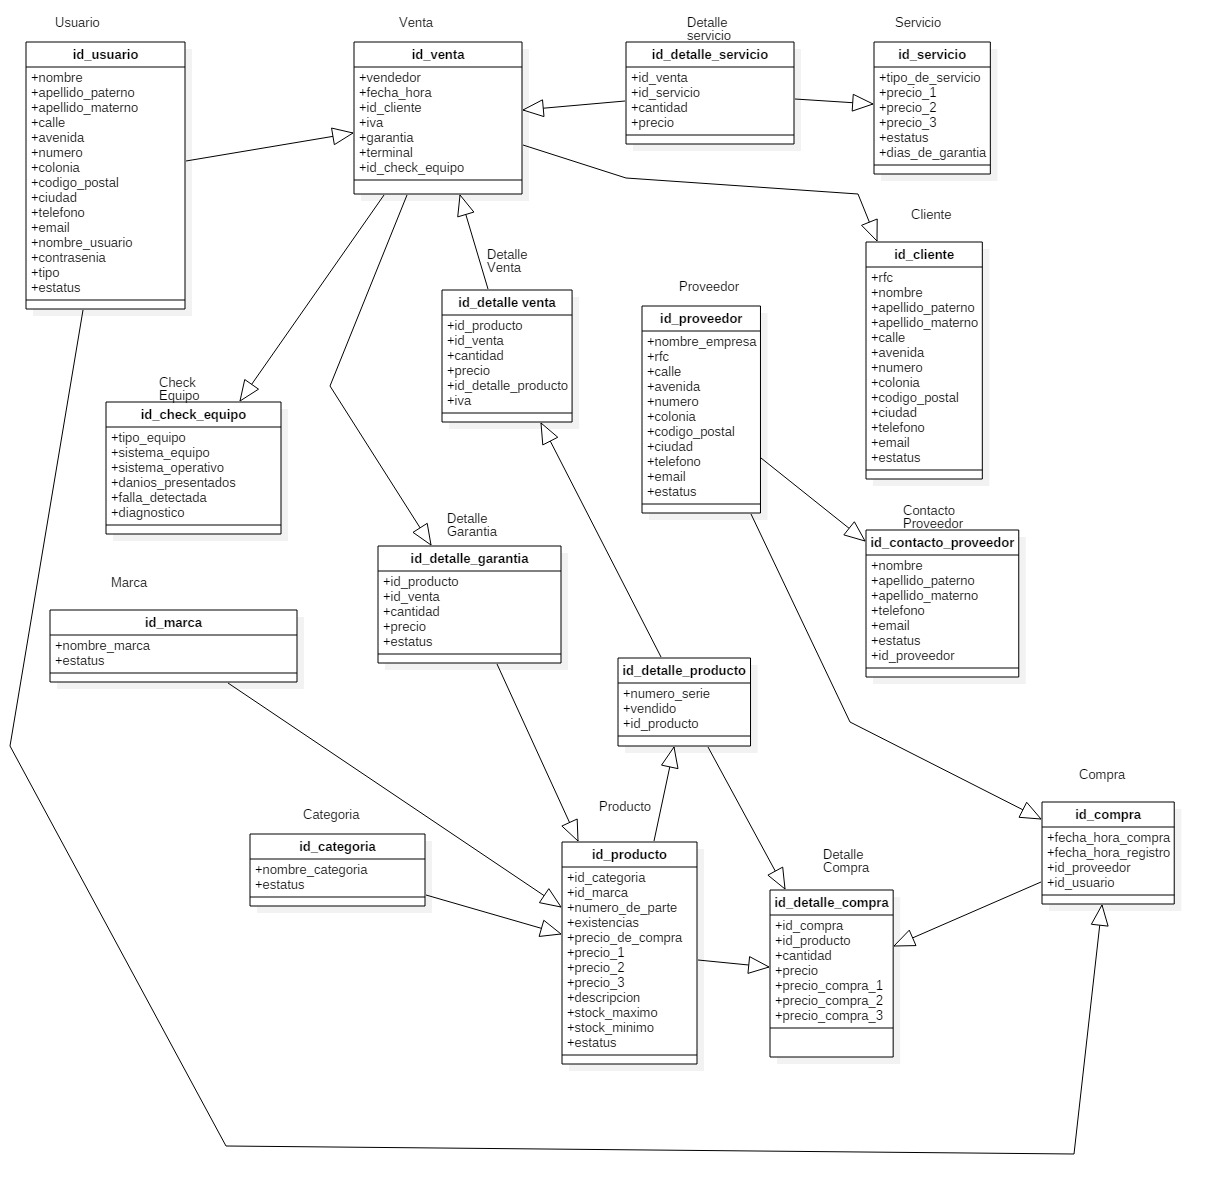 Usuario
id_usuario
+nombre
+apellido_paterno
+apellido_materno
+calle
+avenida
+numero
+colonia
+codigo_postal
+ciudad
+telefono
+email
+nombre_usuario
+contrasenia
+tipo
+estatus
Venta
id_venta
+vendedor
+fecha_hora
+id_cliente
+iva
+garantia
+terminal
+id_check_equipo
Detalle
servicio
id_detalle_servicio
+id_venta
+id_servicio
+cantidad
+precio
Servicio
id_servicio
+tipo_de_servicio
+precio_1
+precio_2
+precio_3
+estatus
+dias_de_garantia
Cliente
id_cliente
+rfc
+nombre
+apellido_paterno
+apellido_materno
+calle
+avenida
+numero
+colonia
+codigo_postal
+ciudad
+telefono
+email
+estatus
Detalle
Venta
id_detalle venta
+id_producto
+id_venta
+cantidad
+precio
+id_detalle_producto
+iva
Proveedor
id_proveedor
+nombre_empresa
+rfc
+calle
+avenida
+numero
+colonia
+codigo_postal
+ciudad
+telefono
+email
+estatus
Check
Equipo
id_check_equipo
+tipo_equipo
+sistema_equipo
+sistema_operativo
+danios_presentados
+falla_detectada
+diagnostico
Detalle
Garantia
id_detalle_garantia
+id_producto
+id_venta
+cantidad
+precio
+estatus
Contacto
Proveedor
id_contacto_proveedor
+nombre
+apellido_paterno
+apellido_materno
+telefono
+email
+estatus
+id_proveedor
Marca
id_marca
+nombre_marca
+estatus
id_detalle_producto
+numero_serie
+vendido
+id_producto
Categoria
id_categoria
+nombre_categoria
+estatus
Producto
id_producto
+id_categoria
+id_marca
+numero_de_parte
+existencias
+precio_de_compra
+precio_1
+precio_2
+precio_3
+descripcion
+stock_maximo
+stock_minimo
+estatus
Detalle
Compra
id_detalle_compra
+id_compra
+id_producto
+cantidad
+precio
+precio_compra_1
+precio_compra_2
+precio_compra_3
Compra
id_compra
+fecha_hora_compra
+fecha_hora_registro
+id_proveedor
+id_usuario